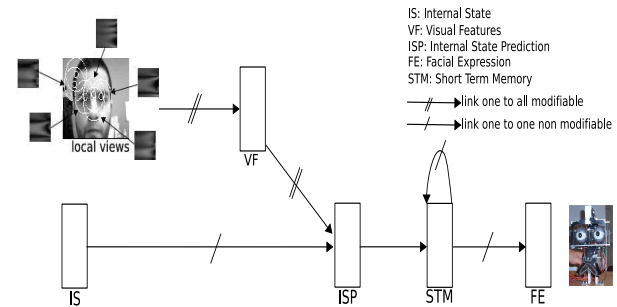 IS: Internal State
VF: Visual Features
ISP: Internal State Prediction
FE: Facial Expression
STM: Short Term Memory
link one to all modifiable
link one to one non modifiable
local views
VF
IS
ISP
STM
FE